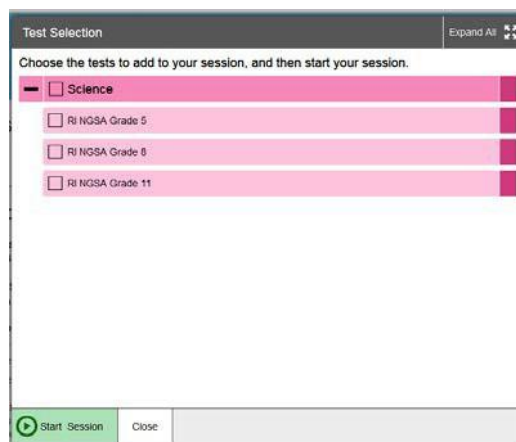 Test Selection
Expand All
Choose the tests to add to your session, and then start your session.
Science
RI NGSA Grade 5
RI NGSA Grade 8
RI NGSA Grade 11
Start Session
Close